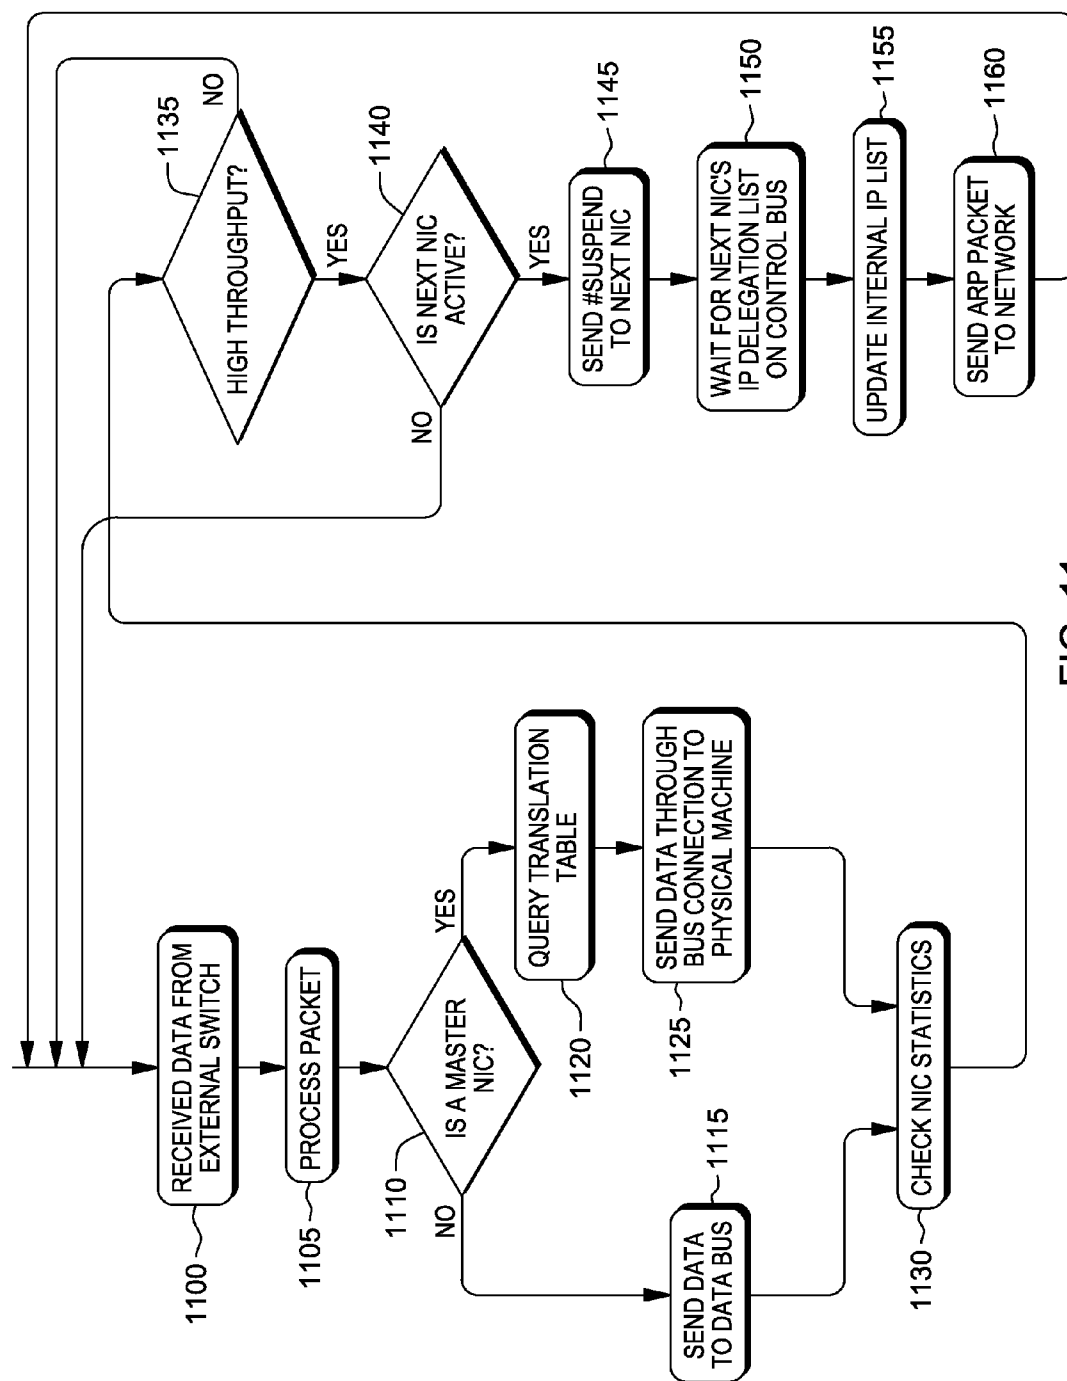 RECEIVED DATA FROM
EXTERNAL SWITCH
1100
PROCESS PACKET
1105
IS A MASTER
NIC?
1110
NO
YES
SEND DATA
TO DATA BUS
1115
QUERY TRANSLATION
TABLE
1120
SEND DATA THROUGH
BUS CONNECTION TO
PHYSICAL MACHINE
1125
CHECK NIC STATISTICS
1130
HIGH THROUGHPUT?
1135
NO
YES
IS NEXT NIC
ACTIVE?
1140
NO
YES
SEND #SUSPEND
TO NEXT NIC
1145
WAIT FOR NEXT NIC'S
IP DELEGATION LIST
ON CONTROL BUS
1150
UPDATE INTERNAL IP LIST
1155
SEND ARP PACKET
TO NETWORK
1160
FIG. 11